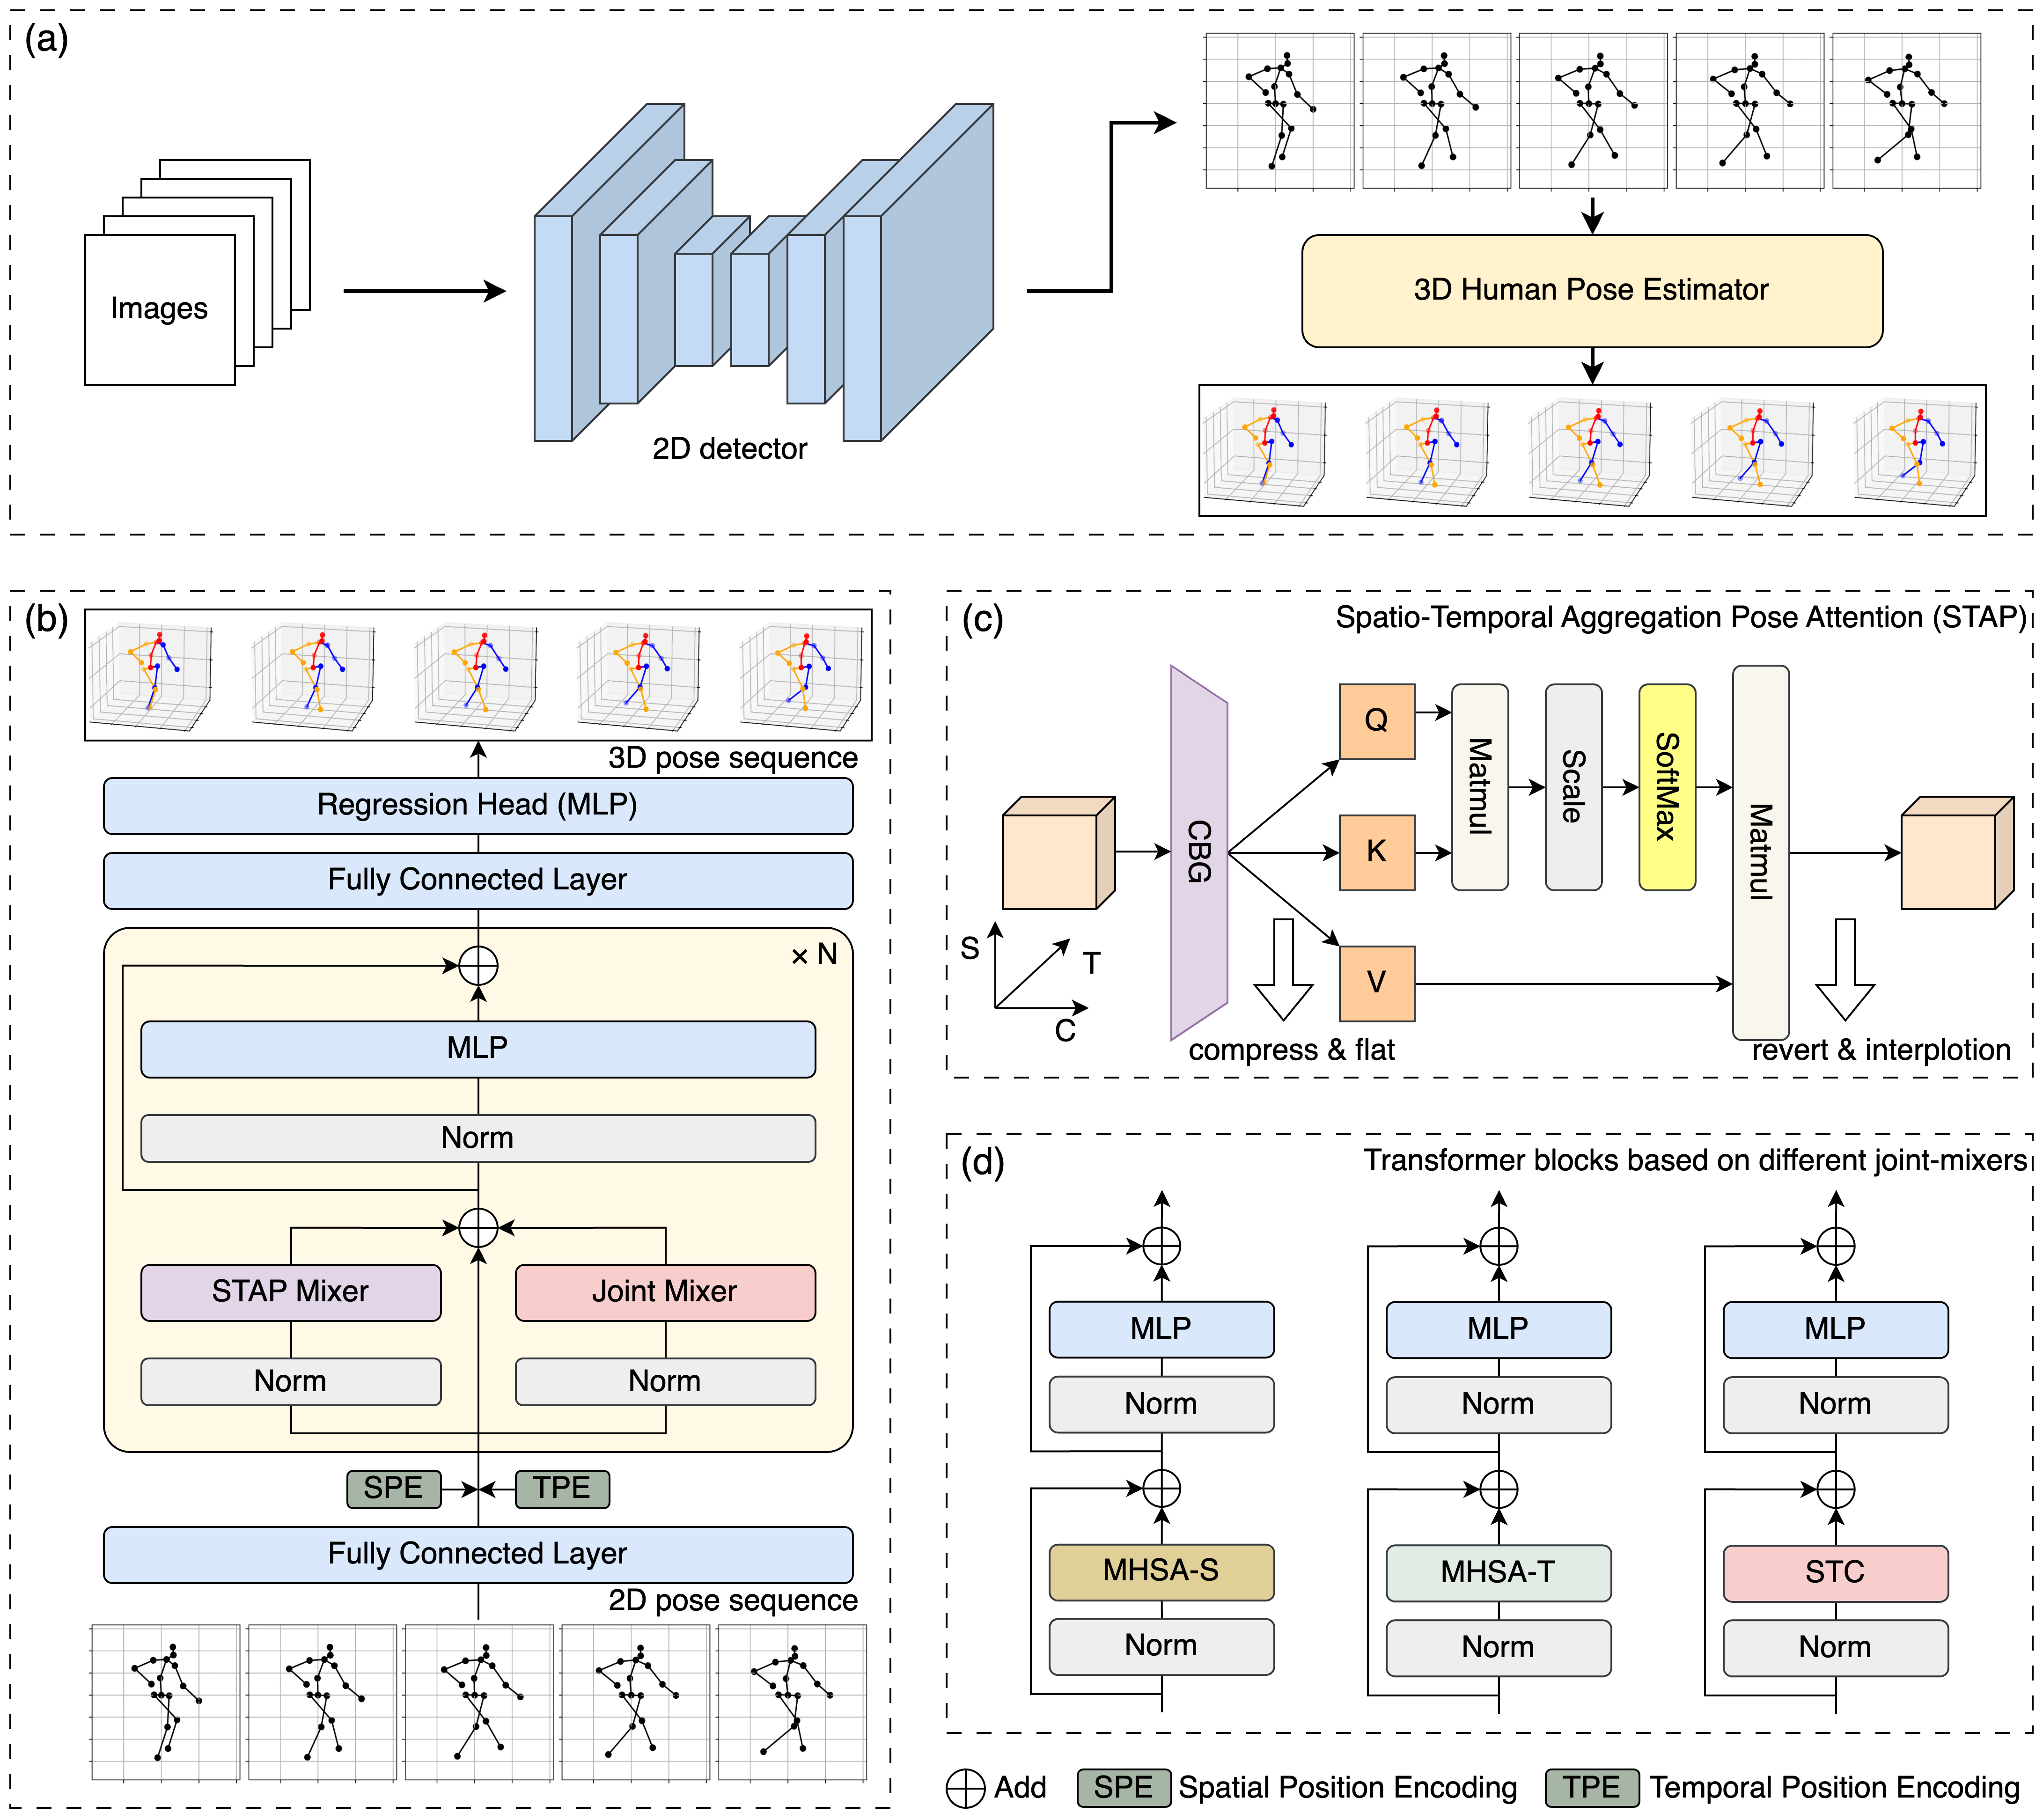 (a)
Images
2D detector
3D Human Pose Estimator
(b)
3D pose sequence
Regression Head (MLP)
Fully Connected Layer
× N
MLP
Norm
STAP Mixer
Joint Mixer
Norm
Norm
SPE
TPE
Fully Connected Layer
2D pose sequence
(c)
Spatio-Temporal Aggregation Pose Attention (STAP)
CBG
Q
K
V
Matmul
Scale
SoftMax
Matmul
S
T
C
compress & flat
revert & interplotion
(d)
Transformer blocks based on different joint-mixers
MLP
Norm
MHSA-S
Norm
MLP
Norm
MHSA-T
Norm
MLP
Norm
STC
Norm
Add
SPE Spatial Position Encoding
TPE Temporal Position Encoding